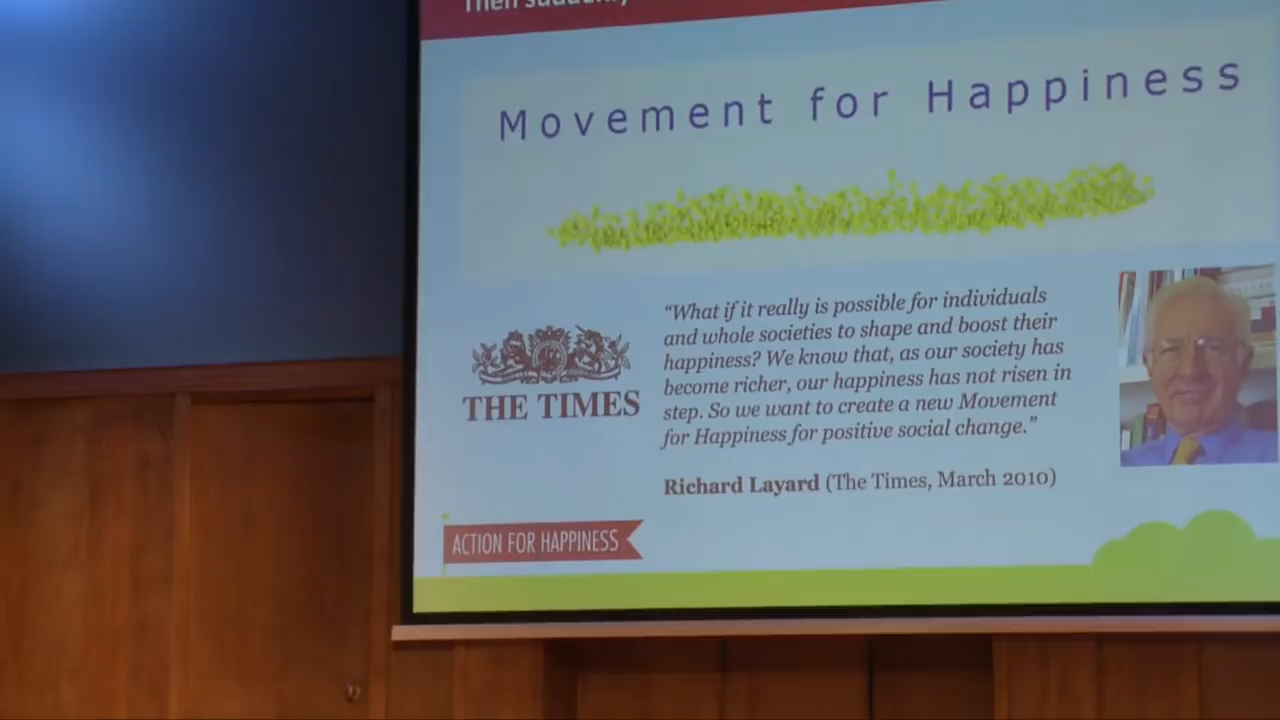 Then suddenly
Movement for Happiness
“What if it really is possible for individuals
and whole societies to shape and boost their
happiness? We know that, as our society has
become richer, our happiness has not risen in
step. So we want to create a new Movement
for Happiness for positive social change.”
THE TIMES
Richard Layard (The Times, March 2010)
ACTION FOR HAPPINESS